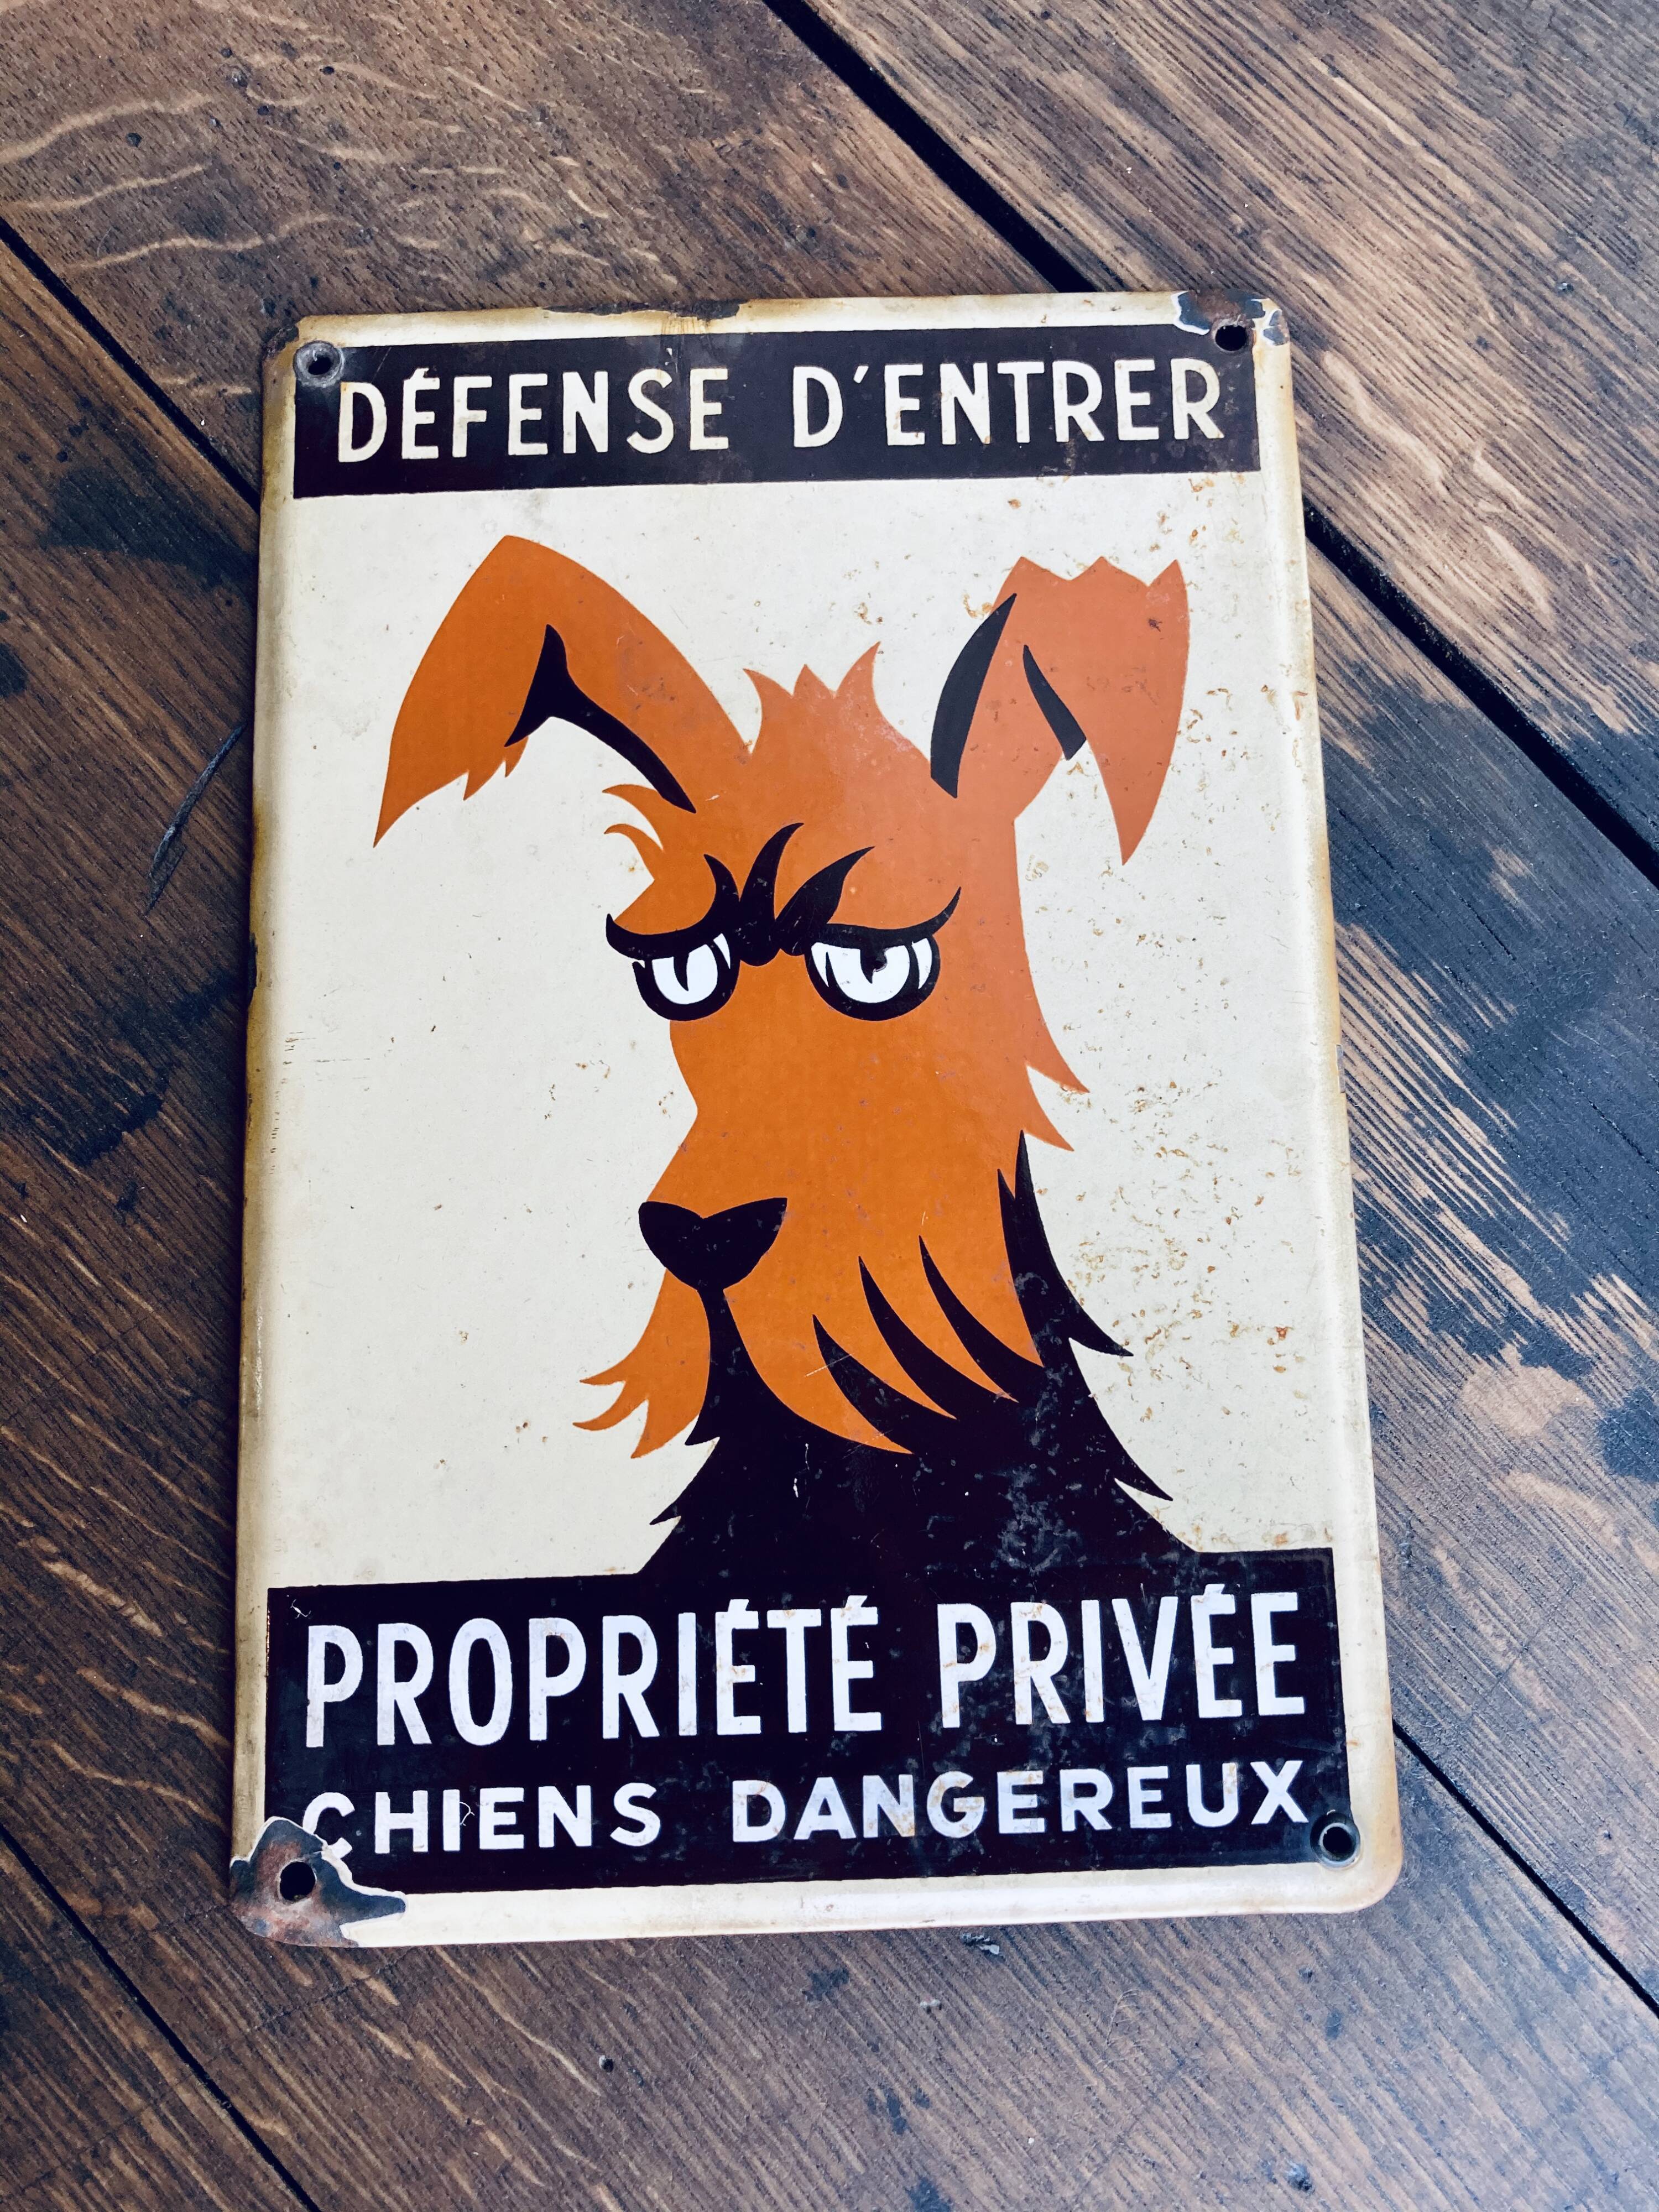 DÉFENSE D'ENTRER
PROPRIÉTÉ PRIVÉE
CHIENS DANGEREUX